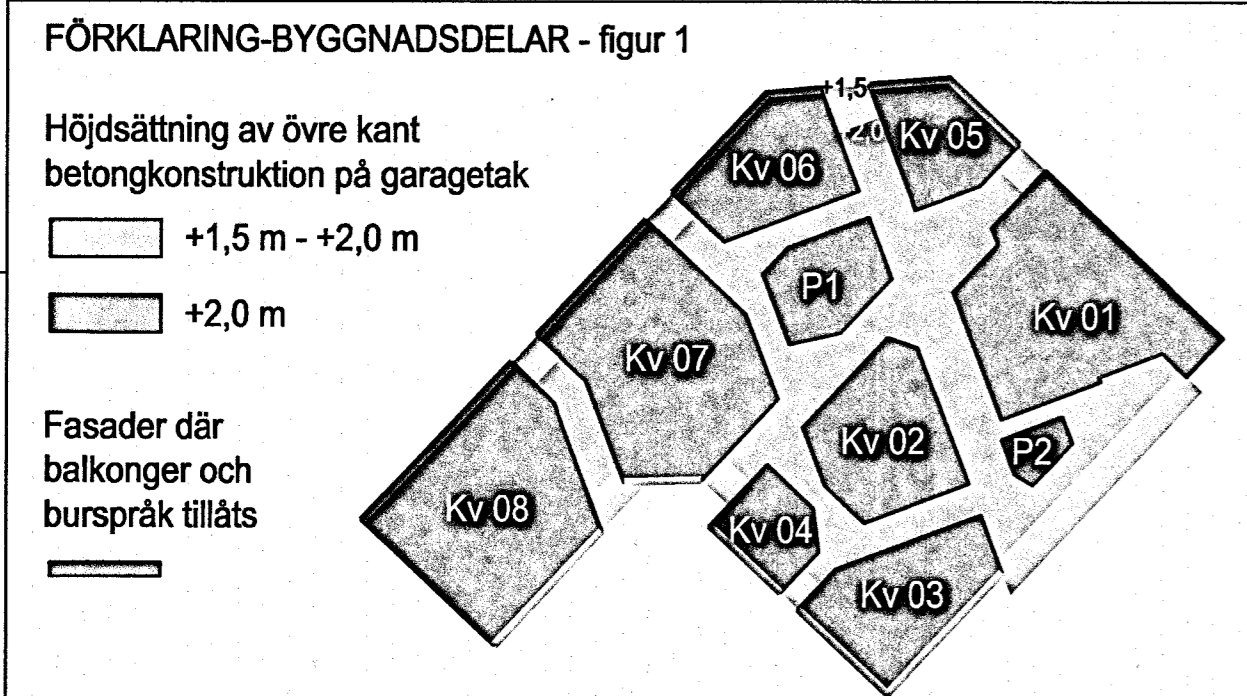 FÖRKLARING-BYGGNADSDELAR - figur 1
Höjdsättning av övre kant
betongkonstruktion på garagetak
+1,5 m - +2,0 m
+2,0 m
Fasader där
balkonger och
burspråk tillåts
+1,5
+2,0
Kv 05
Kv 06
P1
Kv 01
Kv 07
Kv 02
P2
Kv 08
Kv 04
Kv 03